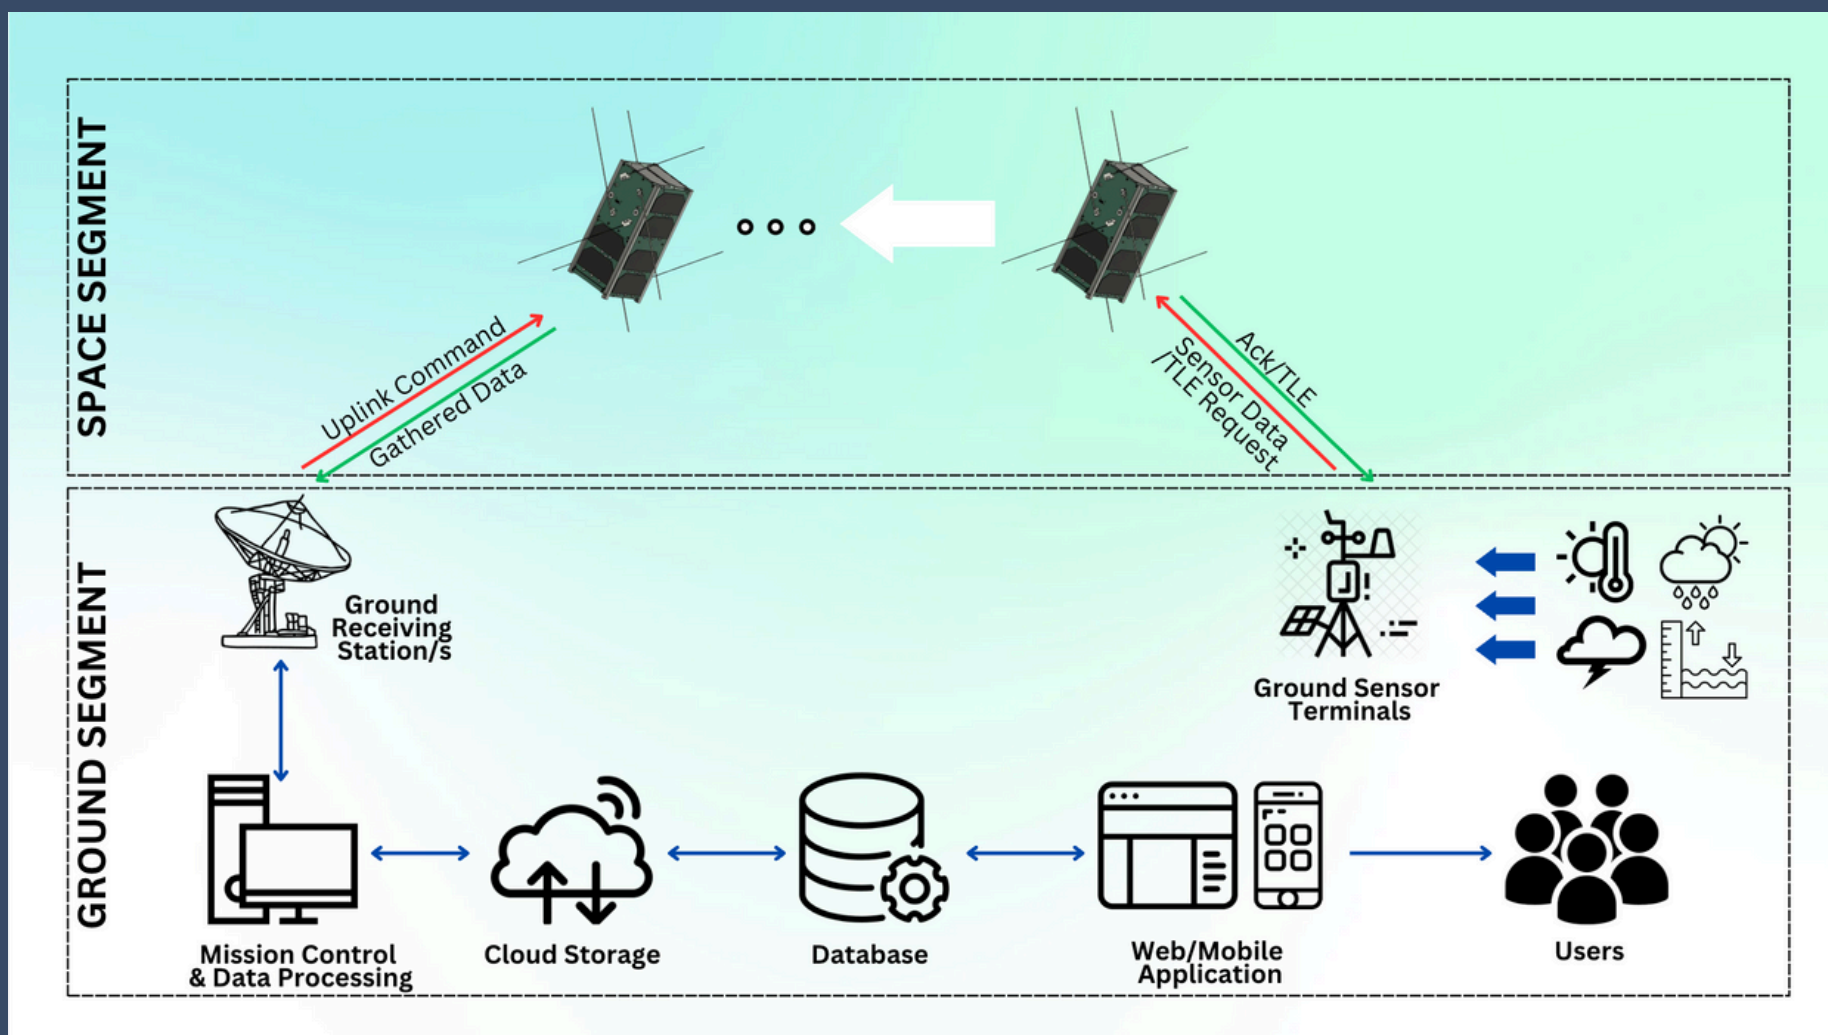 SPACE SEGMENT
Uplink Command
Gathered Data
Ack/TLE
Sensor Data
/TLE Request
GROUND SEGMENT
Ground
Receiving
Station/s
Ground Sensor
Terminals
Mission Control
& Data Processing
Cloud Storage
Database
Web/Mobile
Application
Users